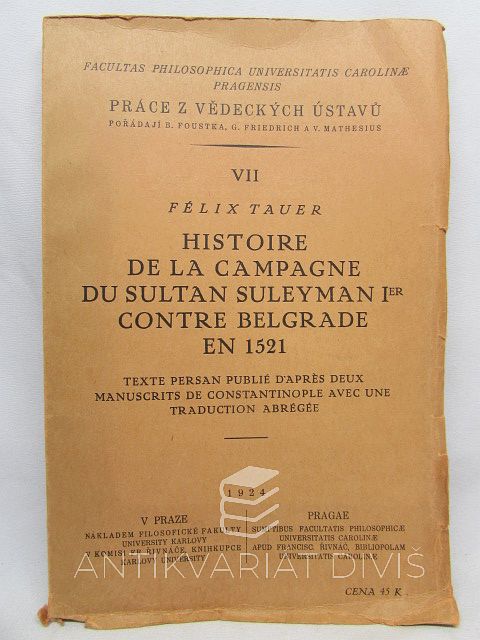 FACULTAS PHILOSOPHICA UNIVERSITATIS CAROLINÆ
PRAGENSIS
PRÁCE Z VĚDECKÝCH ÚSTAVŮ
POŘÁDAJÍ B. FOUSTKA, G. FRIEDRICH A V. MATHESIUS
VII
FÉLIX TAUER
HISTOIRE
DE LA CAMPAGNE
DU SULTAN SULEYMAN IER
CONTRE BELGRADE
EN 1521
TEXTE PERSAN PUBLIÉ D'APRÈS DEUX
MANUSCRITS DE CONSTANTINOPLE AVEC UNE
TRADUCTION ABRÉGÉE
1924
V PRAZE
NÁKLADEM FILOSOFICKÉ FAKULTY
UNIVERSITY KARLOVY
V KOMISI FR. ŘIVNÁČE, KNIHKUPCE
KARLOVY UNIVERSITY
PRAGAE
SUMPTIBUS FACULTATIS PHILOSOPHICÆ
UNIVERSITATIS CAROLINÆ
APUD FRANCISC. ŘIVNÁČ, BIBLIOPOLAM
UNIVERSITATIS CAROLINÆ
ANTIKVARIÁT DIVIŠ
CENA 45 K